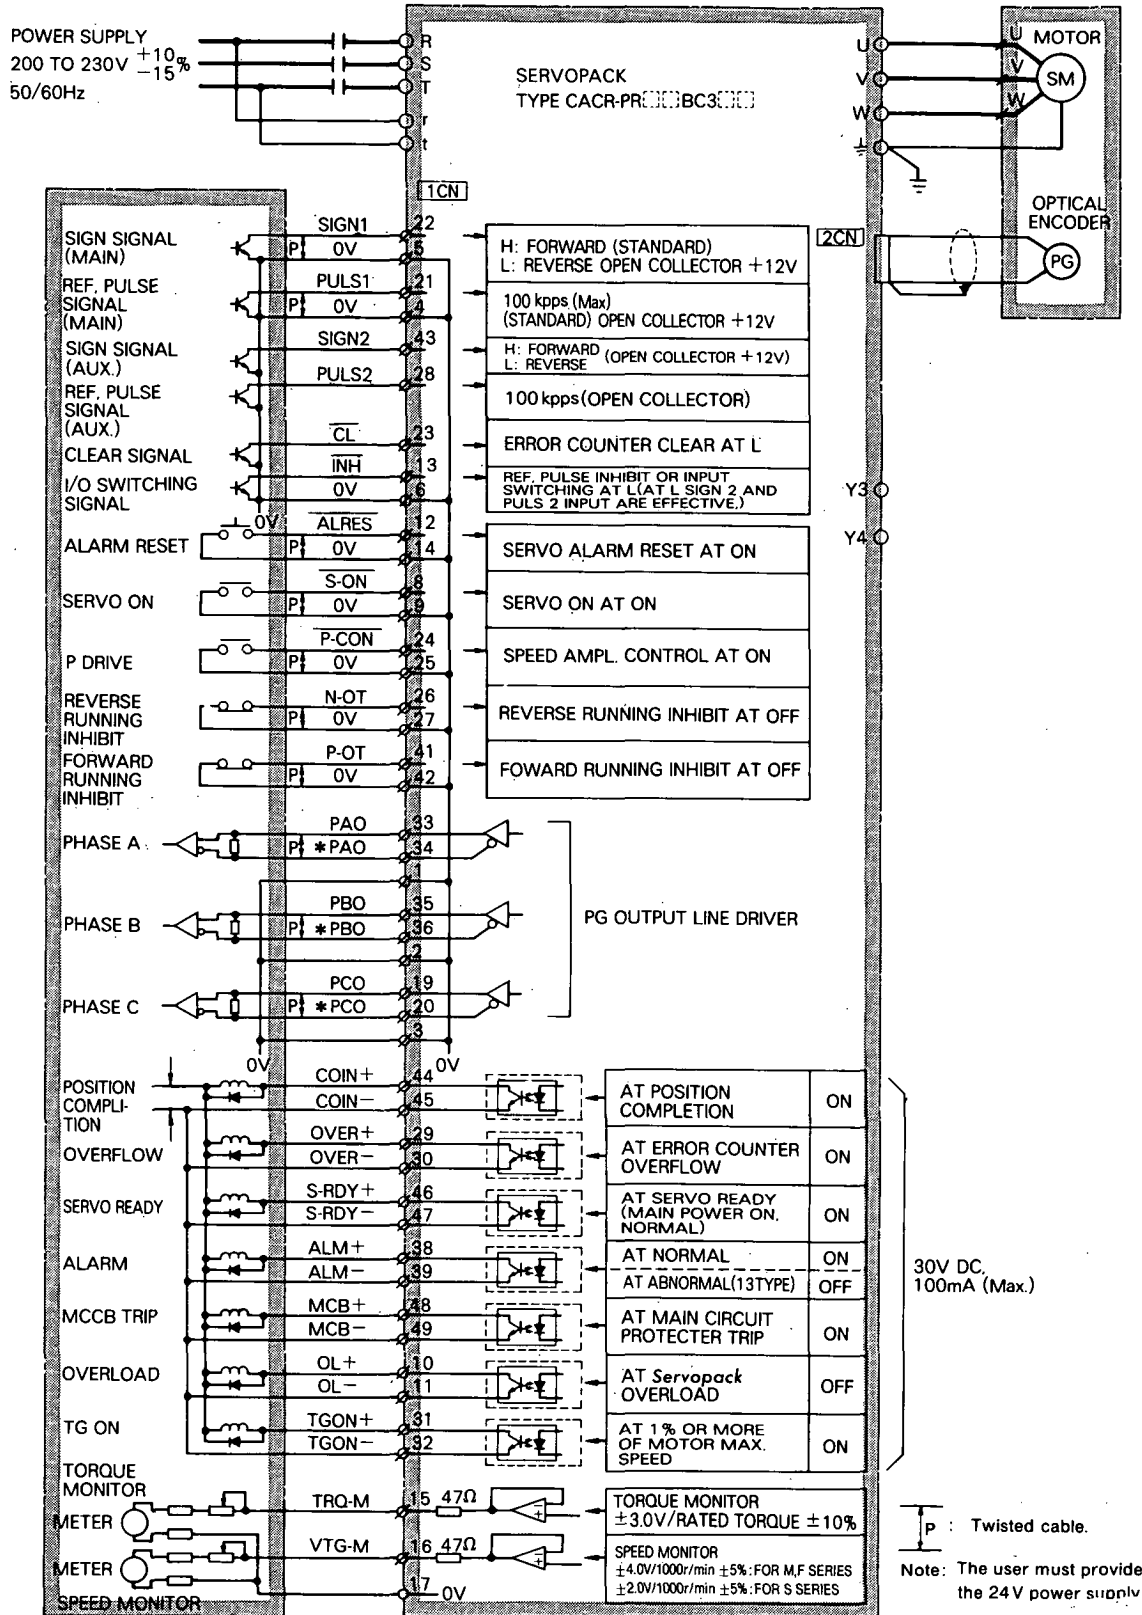 POWER SUPPLY
200 TO 230V +10 −15 %
50/60Hz
R
S
T
r
t
SERVOPACK
TYPE CACR-PR□□BC3□□
U
V
W
U
V
W
MOTOR
SM
1CN
2CN
OPTICAL
ENCODER
PG
Y3
Y4
SIGN SIGNAL
(MAIN)
P
SIGN1
0V
22
5
H: FORWARD (STANDARD)
L: REVERSE OPEN COLLECTOR +12V
REF, PULSE
SIGNAL
(MAIN)
P
PULS1
0V
21
4
100 kpps (Max)
(STANDARD) OPEN COLLECTOR +12V
SIGN SIGNAL
(AUX.)
SIGN2
43
H: FORWARD
L: REVERSE
(OPEN COLLECTOR +12V)
REF, PULSE
SIGNAL
(AUX.)
PULS2
28
100 kpps (OPEN COLLECTOR)
CLEAR SIGNAL
CL
23
ERROR COUNTER CLEAR AT L
I/O SWITCHING
SIGNAL
INH
0V
13
6
REF, PULSE INHIBIT OR INPUT
SWITCHING AT L(AT L SIGN 2 AND
PULS 2 INPUT ARE EFFECTIVE.)
0V
ALARM RESET
P
ALRES
0V
12
14
SERVO ALARM RESET AT ON
SERVO ON
P
S-ON
0V
8
9
SERVO ON AT ON
P DRIVE
P
P-CON
0V
24
25
SPEED AMPL. CONTROL AT ON
REVERSE
RUNNING
INHIBIT
P
N-OT
0V
26
27
REVERSE RUNNING INHIBIT AT OFF
FORWARD
RUNNING
INHIBIT
P
P-OT
0V
41
42
FOWARD RUNNING INHIBIT AT OFF
PHASE A
P
PAO
*PAO
33
34
1
PHASE B
P
PBO
*PBO
35
36
2
PG OUTPUT LINE DRIVER
PHASE C
P
PCO
*PCO
19
20
3
0V
0V
POSITION
COMPLI-
TION
COIN+
COIN−
44
45
AT POSITION
COMPLETION
ON
OVERFLOW
OVER+
OVER−
29
30
AT ERROR COUNTER
OVERFLOW
ON
SERVO READY
S-RDY+
S-RDY−
46
47
AT SERVO READY
(MAIN POWER ON,
NORMAL)
ON
ALARM
ALM+
ALM−
38
39
AT NORMAL
ON
AT ABNORMAL(13TYPE)
OFF
30V DC,
100mA (Max.)
MCCB TRIP
MCB+
MCB−
48
49
AT MAIN CIRCUIT
PROTECTER TRIP
ON
OVERLOAD
OL+
OL−
10
11
AT Servopack
OVERLOAD
OFF
TG ON
TGON+
TGON−
31
32
AT 1% OR MORE
OF MOTOR MAX.
SPEED
ON
TORQUE
MONITOR
METER
TRQ-M
15
47Ω
TORQUE MONITOR
±3.0V/RATED TORQUE ±10%
METER
VTG-M
16
47Ω
17
0V
SPEED MONITOR
±4.0V/1000r/min ±5%:FOR M,F SERIES
±2.0V/1000r/min ±5%:FOR S SERIES
SPEED MONITOR
P : Twisted cable.
Note: The user must provide
the 24V power supply